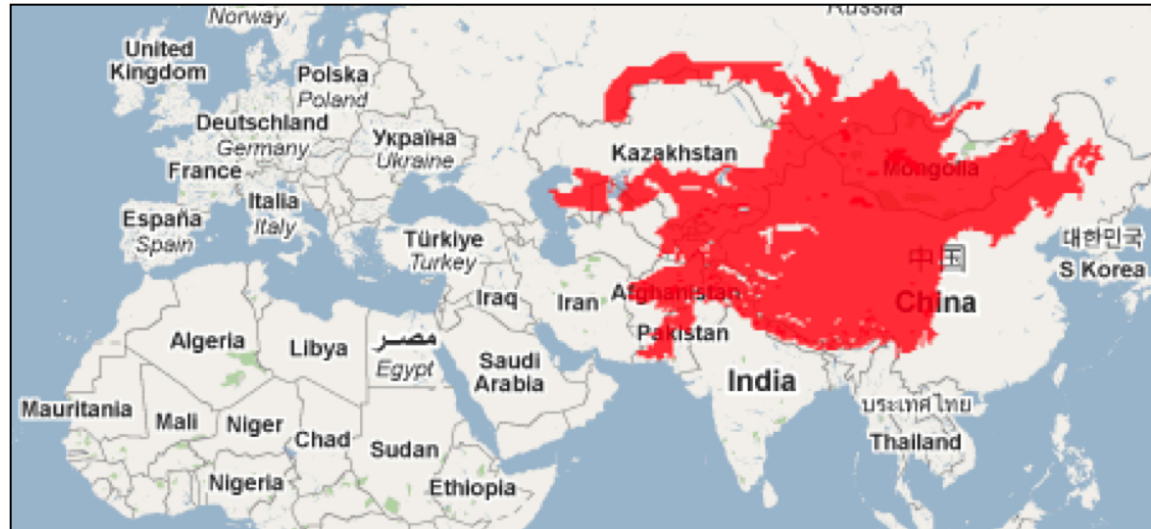 Norway
Russia
United
Kingdom
Polska
Poland
Deutschland
Germany
Україна
Ukraine
France
Kazakhstan
Mongolia
Italia
Italy
España
Spain
Türkiye
Turkey
대한민국
S Korea
中国
China
Iraq
Iran
Afghanistan
Pakistan
Algeria
Libya
مصر
Egypt
Saudi
Arabia
India
Mauritania
Mali
Niger
Chad
Sudan
ประเทศไทย
Thailand
Nigeria
Ethiopia